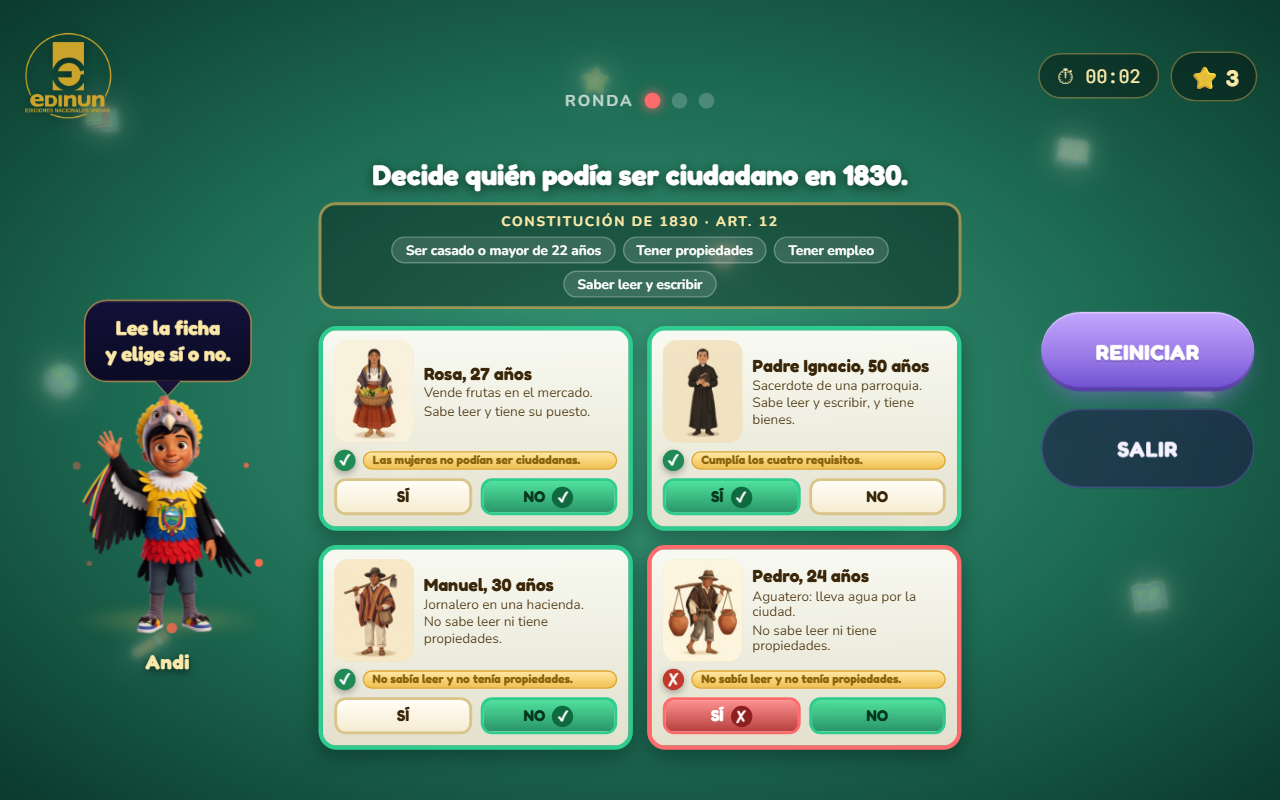 EDINUN
EDICIONES NACIONALES UNIDAS
RONDA
00:02
3
Decide quién podía ser ciudadano en 1830.
CONSTITUCIÓN DE 1830 · ART. 12
Ser casado o mayor de 22 años
Tener propiedades
Tener empleo
Saber leer y escribir
Lee la ficha
y elige sí o no.
Andi
Rosa, 27 años
Vende frutas en el mercado.
Sabe leer y tiene su puesto.
Las mujeres no podían ser ciudadanas.
SÍ
NO
Padre Ignacio, 50 años
Sacerdote de una parroquia.
Sabe leer y escribir, y tiene
bienes.
Cumplía los cuatro requisitos.
SÍ
NO
Manuel, 30 años
Jornalero en una hacienda.
No sabe leer ni tiene
propiedades.
No sabía leer y no tenía propiedades.
SÍ
NO
Pedro, 24 años
Aguatero: lleva agua por la
ciudad.
No sabe leer ni tiene
propiedades.
No sabía leer y no tenía propiedades.
SÍ
NO
REINICIAR
SALIR